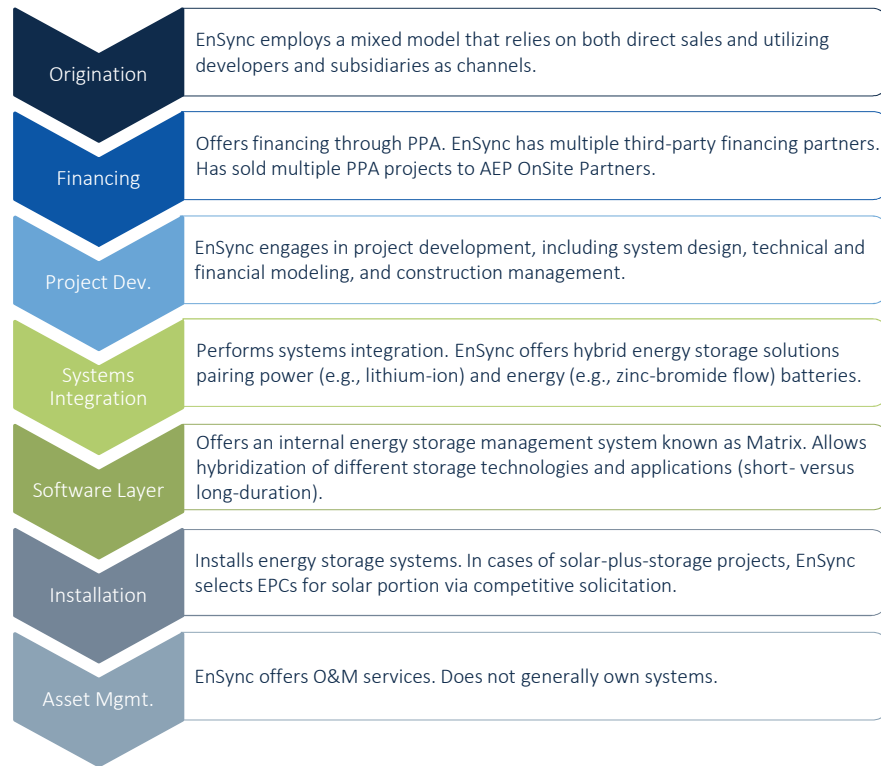 Origination
EnSync employs a mixed model that relies on both direct sales and utilizing
developers and subsidiaries as channels.
Financing
Offers financing through PPA. EnSync has multiple third-party financing partners.
Has sold multiple PPA projects to AEP OnSite Partners.
Project Dev.
EnSync engages in project development, including system design, technical and
financial modeling, and construction management.
Systems
Integration
Performs systems integration. EnSync offers hybrid energy storage solutions
pairing power (e.g., lithium-ion) and energy (e.g., zinc-bromide flow) batteries.
Software Layer
Offers an internal energy storage management system known as Matrix. Allows
hybridization of different storage technologies and applications (short- versus
long-duration).
Installation
Installs energy storage systems. In cases of solar-plus-storage projects, EnSync
selects EPCs for solar portion via competitive solicitation.
Asset Mgmt.
EnSync offers O&M services. Does not generally own systems.